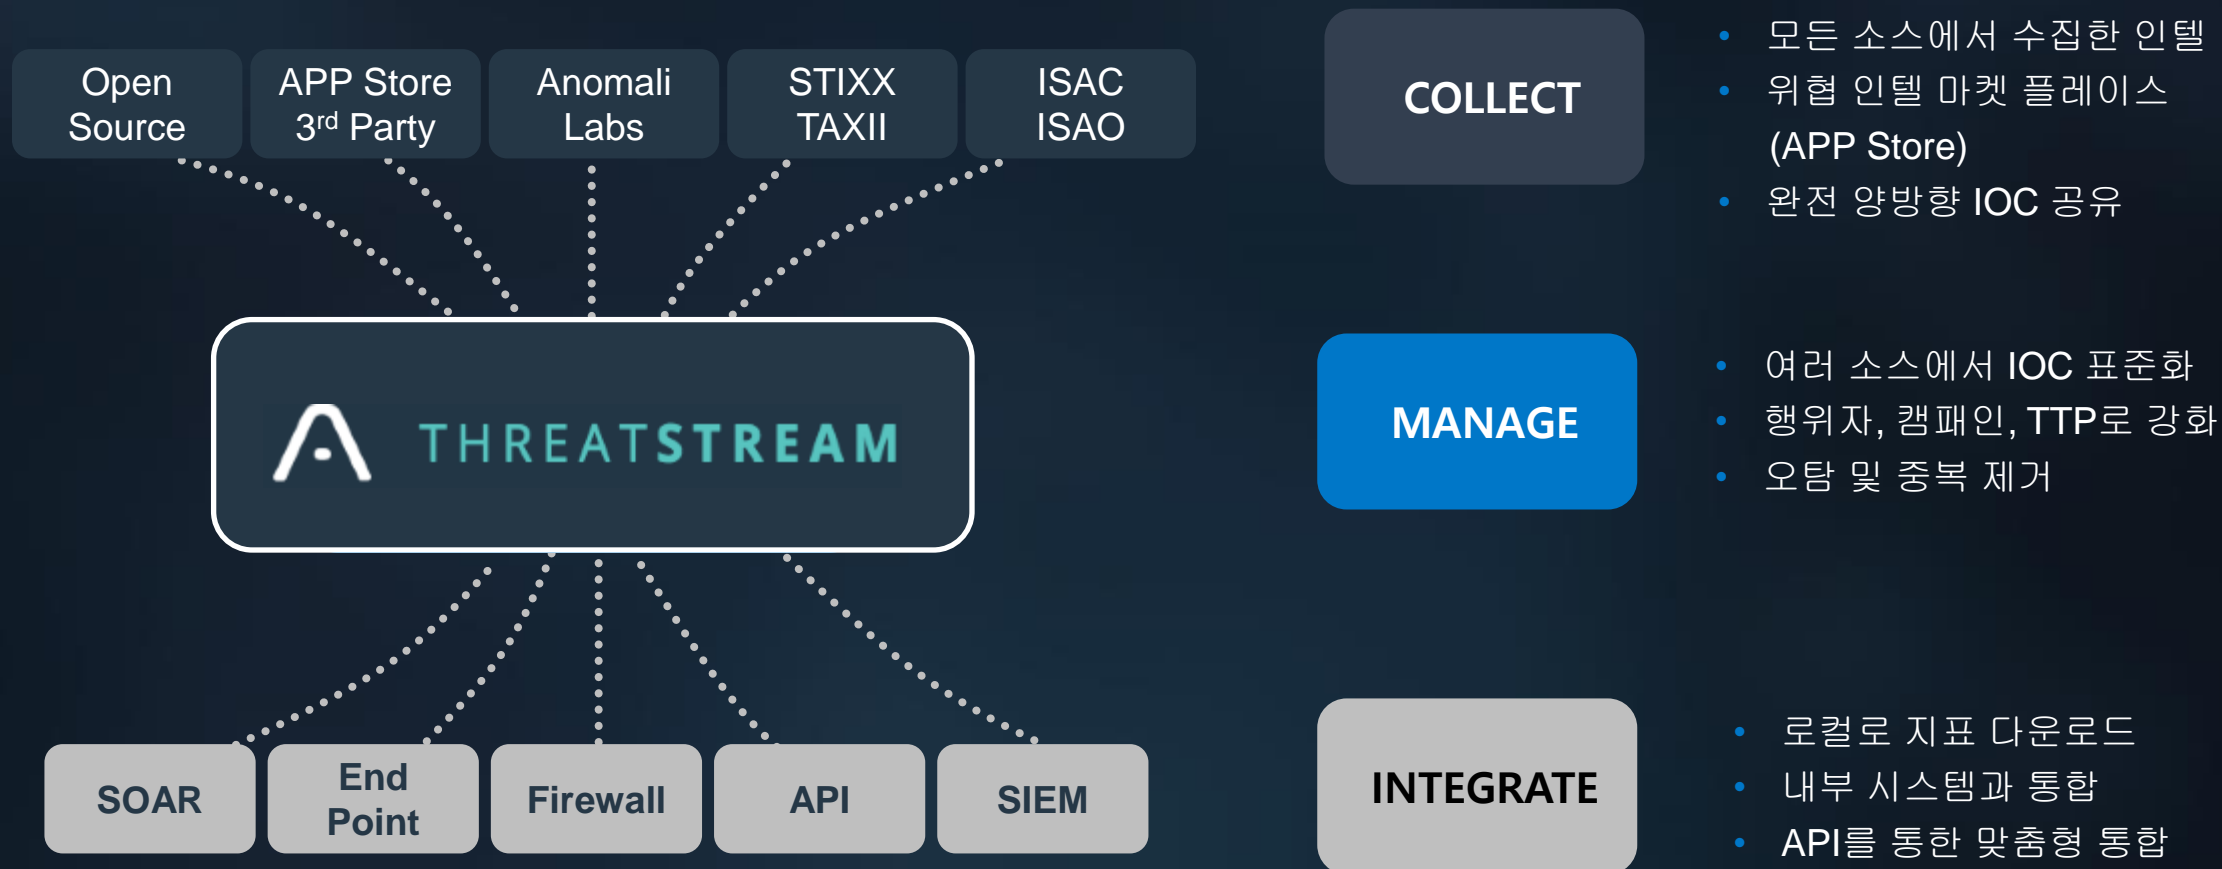 Open
Source
APP Store
3rd Party
Anomali
Labs
STIXX
TAXII
ISAC
ISAO
THREATSTREAM
SOAR
End
Point
Firewall
API
SIEM
COLLECT
• 모든 소스에서 수집한 인텔
• 위협 인텔 마켓 플레이스
(APP Store)
• 완전 양방향 IOC 공유
MANAGE
• 여러 소스에서 IOC 표준화
• 행위자, 캠패인, TTP로 강화
• 오탐 및 중복 제거
INTEGRATE
• 로컬로 지표 다운로드
• 내부 시스템과 통합
• API를 통한 맞춤형 통합